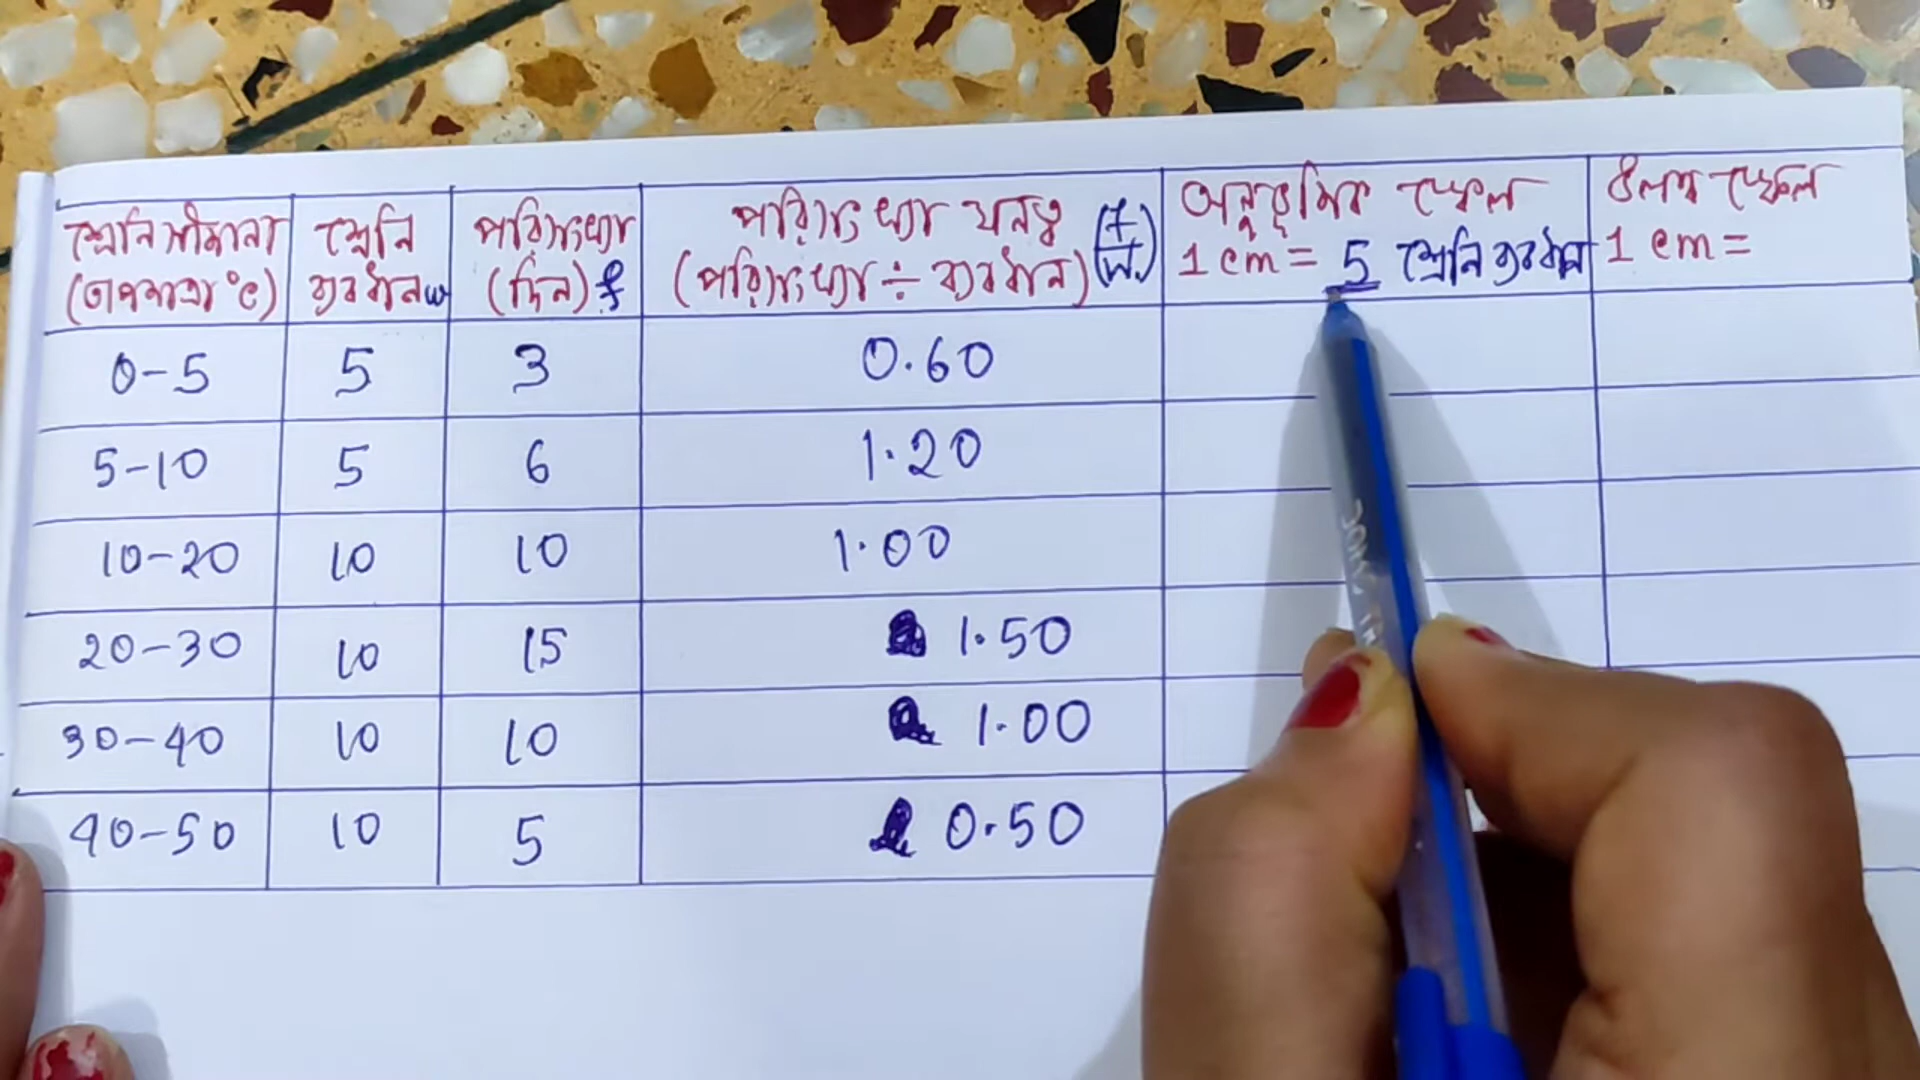 শ্রেনি সীমানা (তাপমাত্রা °c)
শ্রেনি ব্যবধান w
পরিসংখ্যা (দিন) f
পরিসংখ্যা ঘনত্ব (পরিসংখ্যা ÷ ব্যবধান) (f/w)
অনুভূমিক স্কেল 1 cm = 5 শ্রেনি ব্যবধান
উলম্ব স্কেল 1 cm =
0-5 5 3 0.60
5-10 5 6 1.20
10-20 10 10 1.00
20-30 10 15 1.50
30-40 10 10 1.00
40-50 10 5 0.50